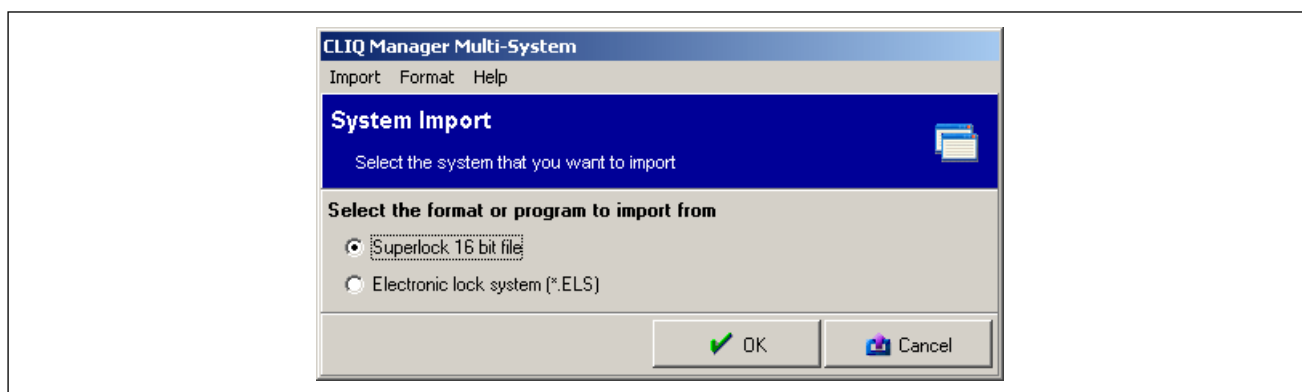 CLIQ Manager Multi-System
Import Format Help
System Import
Select the system that you want to import
Select the format or program to import from
Superlock 16 bit file
Electronic lock system (*.ELS)
OK Cancel